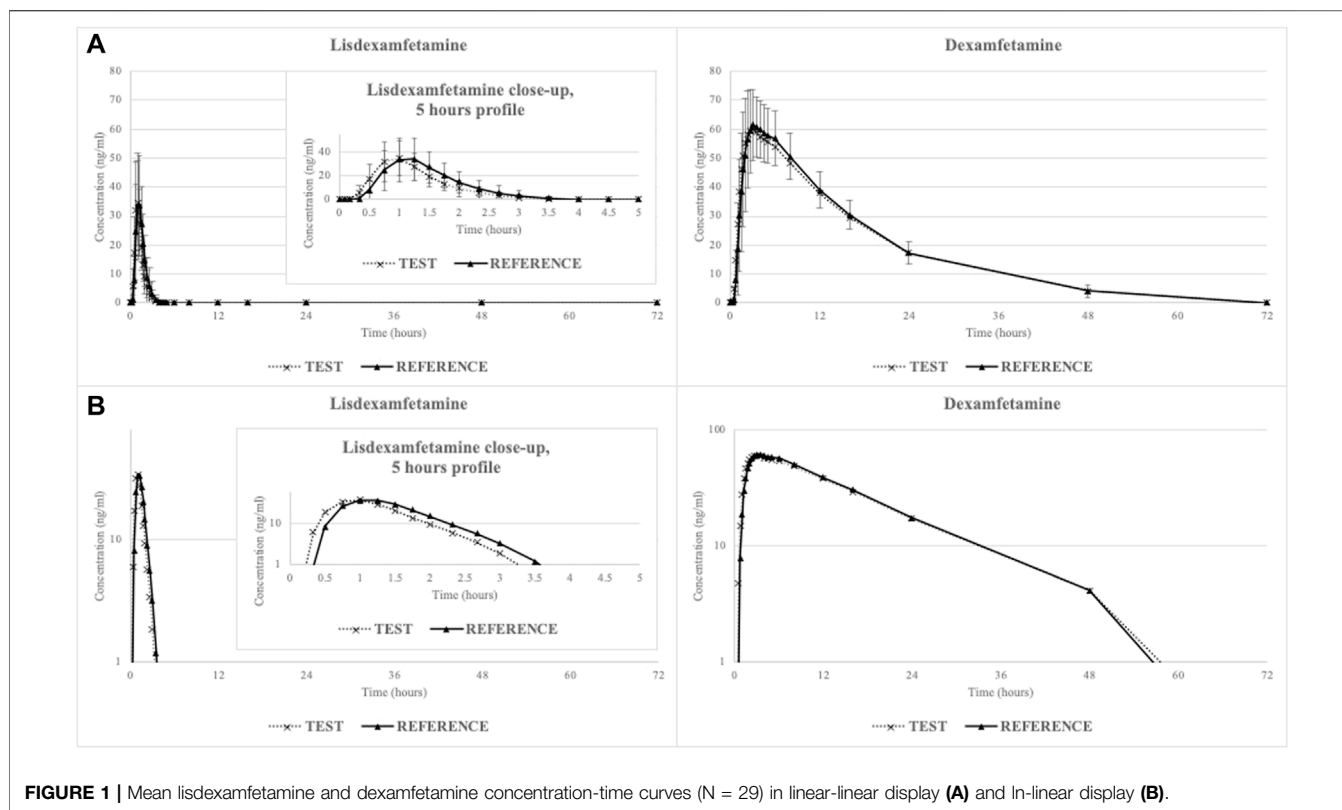 A
Lisdexamfetamine
80
70
60
50
40
30
20
10
0
Concentration (ng/ml)
0 12 24 36 48 60 72
Time (hours)
TEST REFERENCE
Lisdexamfetamine close-up,
5 hours profile
40
20
0
Concentration (ng/ml)
0 0.5 1 1.5 2 2.5 3 3.5 4 4.5 5
Time (hours)
TEST REFERENCE
Dexamfetamine
80
70
60
50
40
30
20
10
0
Concentration (ng/ml)
0 12 24 36 48 60 72
Time (hours)
TEST REFERENCE
B
Lisdexamfetamine
10
1
Concentration (ng/ml)
0 12 24 36 48 60 72
Time (hours)
TEST REFERENCE
Lisdexamfetamine close-up,
5 hours profile
10
1
Concentration (ng/ml)
0 0.5 1 1.5 2 2.5 3 3.5 4 4.5 5
Time (hours)
TEST REFERENCE
Dexamfetamine
100
10
1
Concentration (ng/ml)
0 12 24 36 48 60 72
Time (hours)
TEST REFERENCE
FIGURE 1 | Mean lisdexamfetamine and dexamfetamine concentration-time curves (N = 29) in linear-linear display (A) and ln-linear display (B).